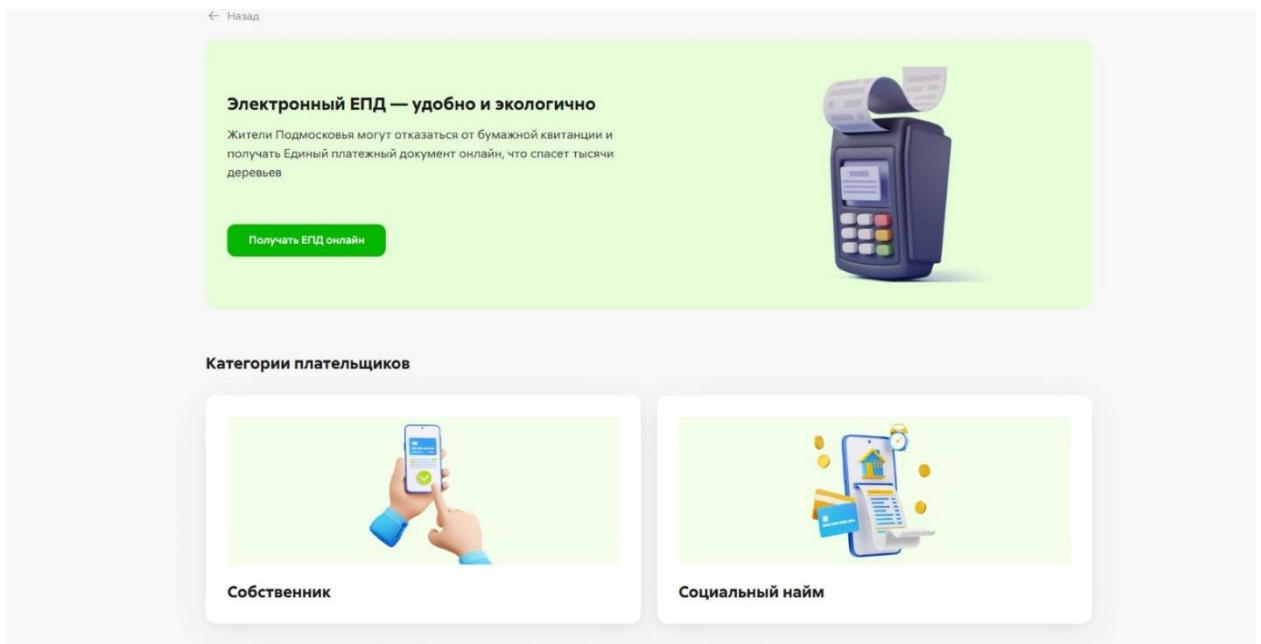 ← Назад
Электронный ЕПД — удобно и экологично
Жители Подмосковья могут отказаться от бумажной квитанции и
получать Единый платежный документ онлайн, что спасет тысячи
деревьев
Получать ЕПД онлайн
Категории плательщиков
Собственник
Социальный найм